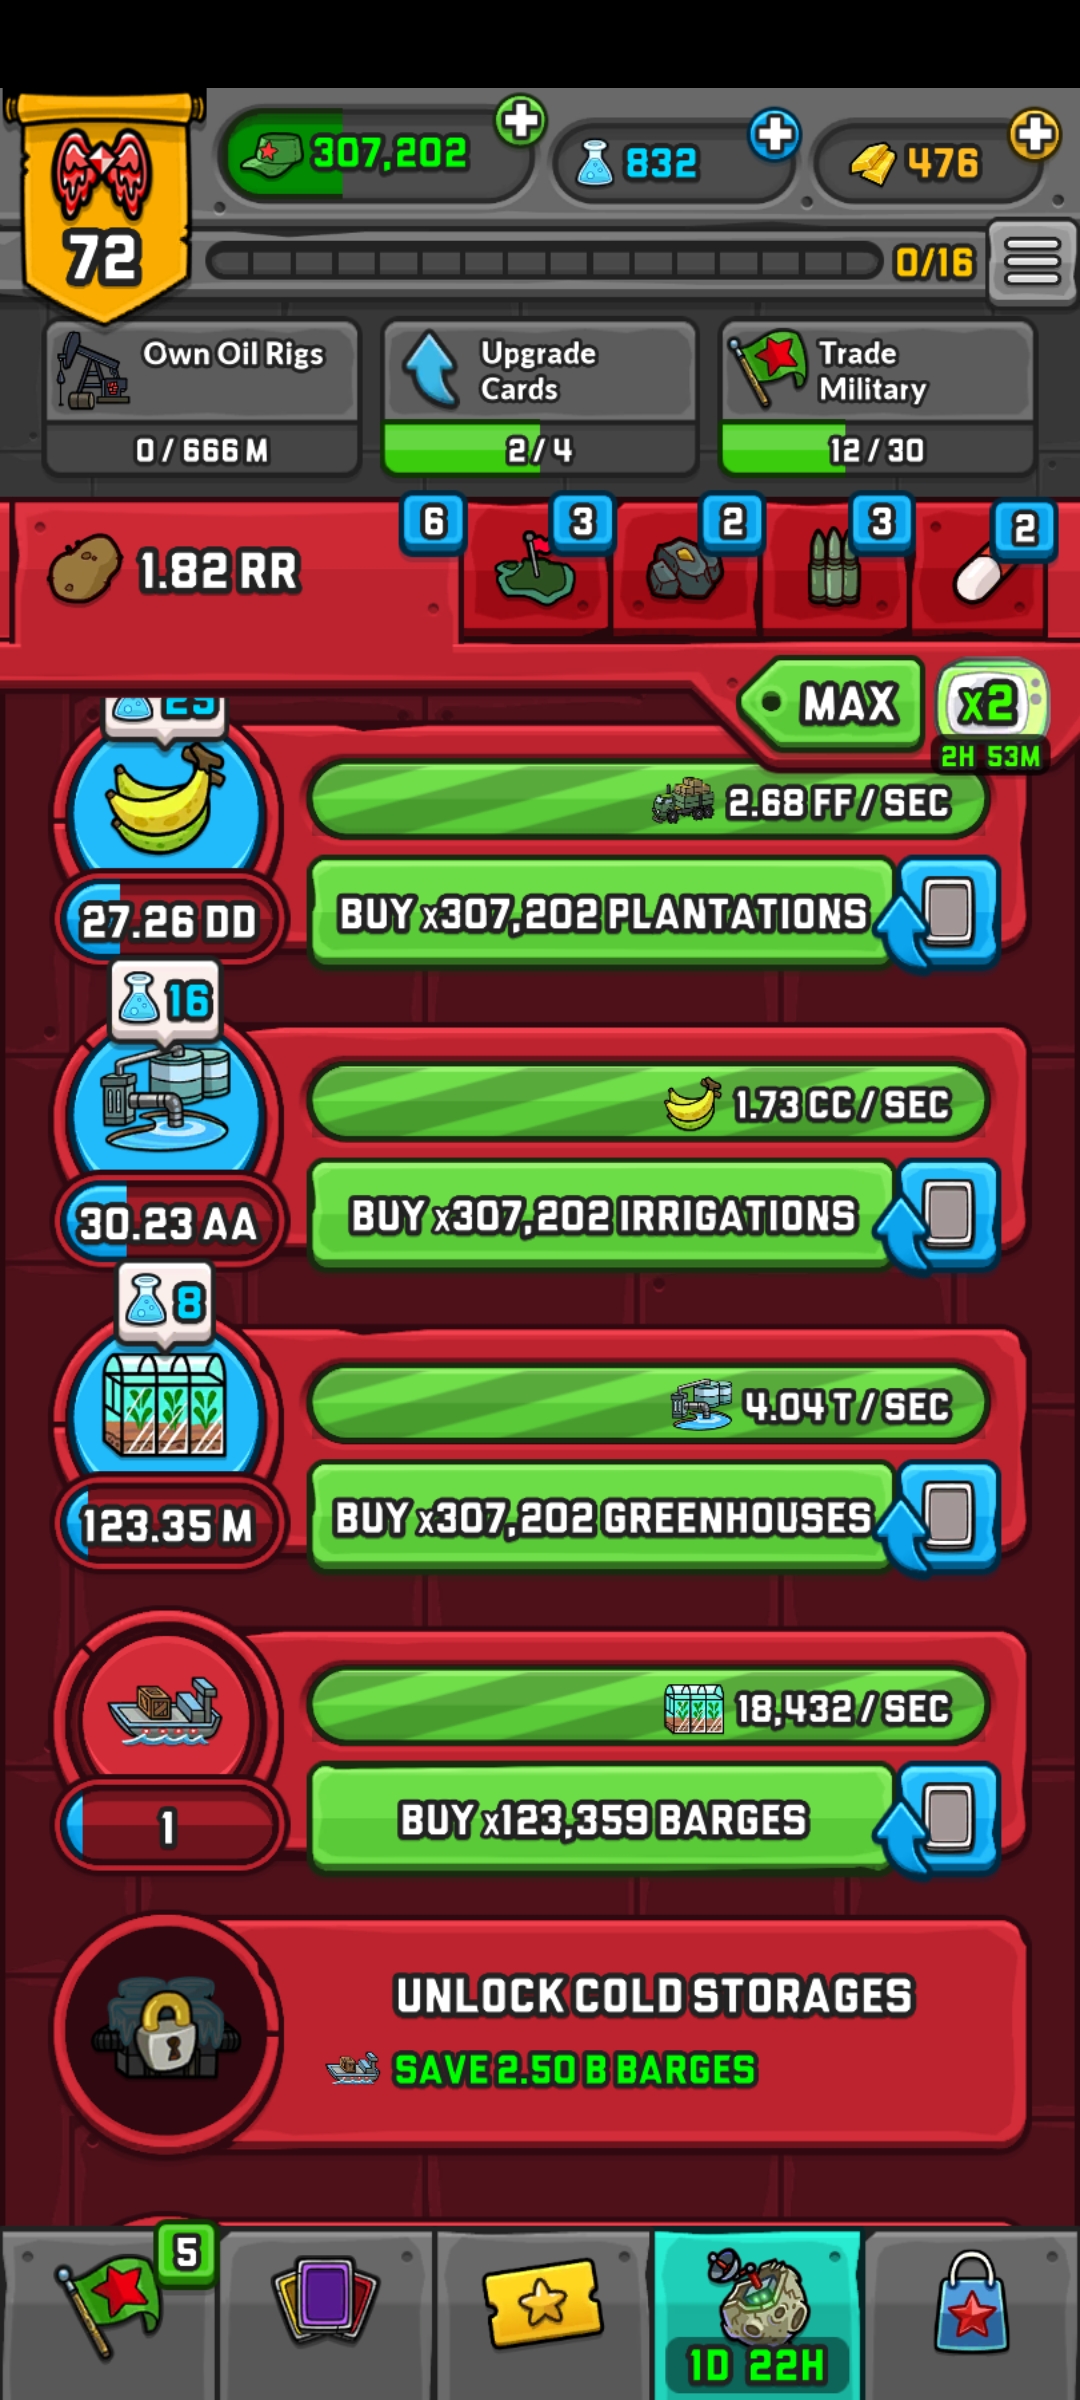 307,202
832
476
72
0/16
Own Oil Rigs
0 / 666 M
Upgrade
Cards
2 / 4
Trade
Military
12 / 30
1.82 RR
6
3
2
3
2
MAX
x2
2H 53M
25
2.68 FF / SEC
27.26 DD
BUY x307,202 PLANTATIONS
16
1.73 CC / SEC
30.23 AA
BUY x307,202 IRRIGATIONS
8
4.04 T / SEC
123.35 M
BUY x307,202 GREENHOUSES
18,432 / SEC
1
BUY x123,359 BARGES
UNLOCK COLD STORAGES
SAVE 2.50 B BARGES
5
1D 22H